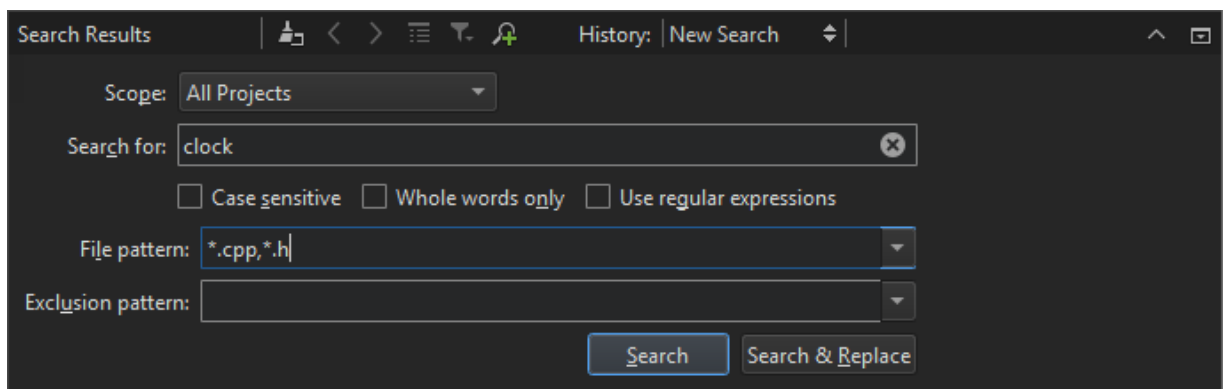 Search Results History: New Search
Scope: All Projects
Search for: clock
Case sensitive Whole words only Use regular expressions
File pattern: *.cpp,*.h
Exclusion pattern:
Search Search & Replace